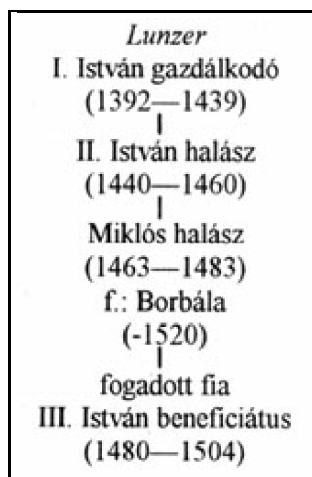 Lunzer
I. István gazdálkodó
(1392—1439)
II. István halász
(1440—1460)
Miklós halász
(1463—1483)
f.: Borbála
(-1520)
fogadott fia
III. István beneficiátus
(1480—1504)